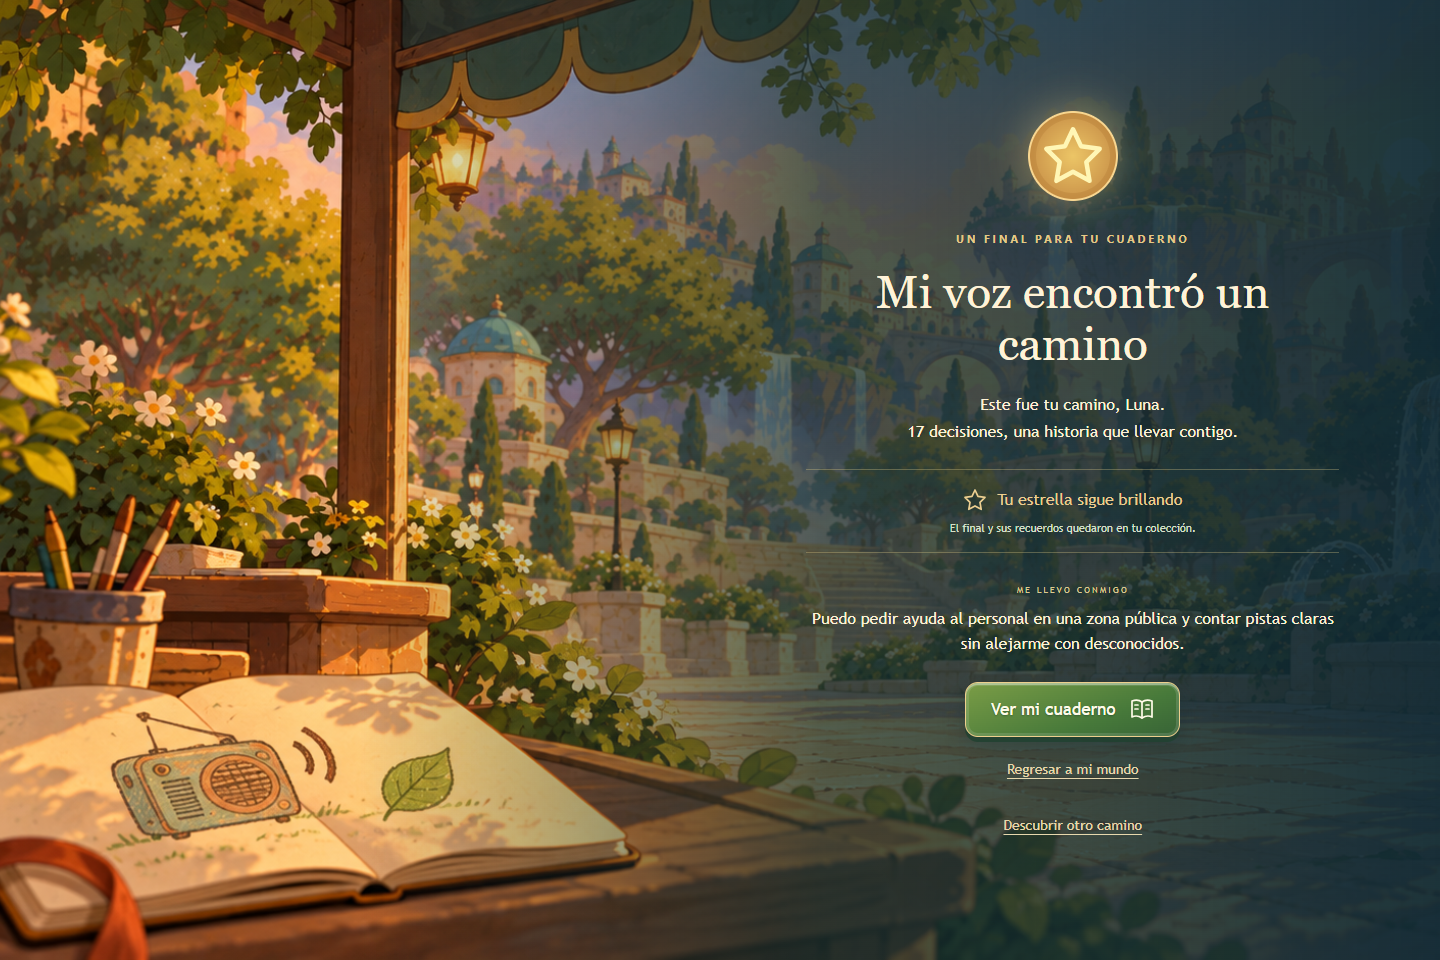 UN FINAL PARA TU CUADERNO
Mi voz encontró un
camino
Este fue tu camino, Luna.
17 decisiones, una historia que llevar contigo.
Tu estrella sigue brillando
El final y sus recuerdos quedaron en tu colección.
ME LLEVO CONMIGO
Puedo pedir ayuda al personal en una zona pública y contar pistas claras
sin alejarme con desconocidos.
Ver mi cuaderno
Regresar a mi mundo
Descubrir otro camino